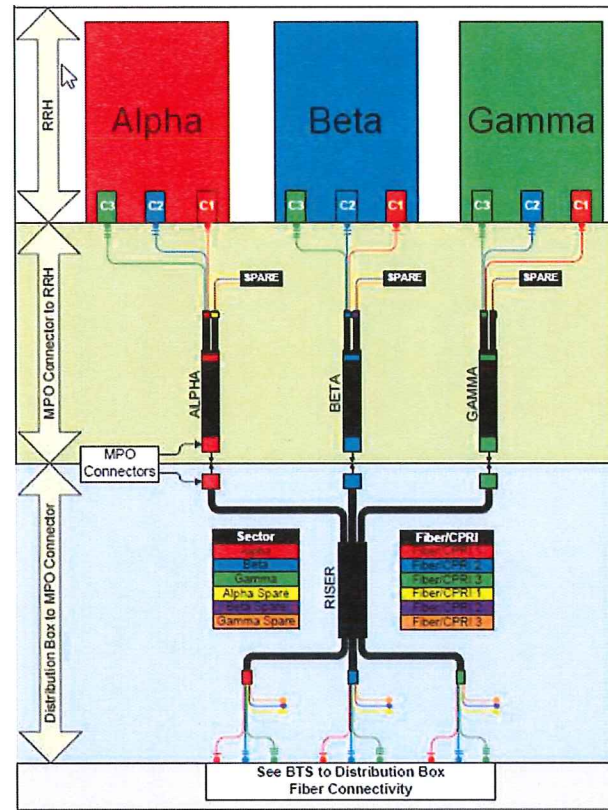 RRH
Alpha
Beta
Gamma
C3
C2
C1
C3
C2
C1
C3
C2
C1
MPO Connector to RRH
SPARE
SPARE
SPARE
ALPHA
BETA
GAMMA
MPO
Connectors
Distribution Box to MPO Connector
Sector
Alpha
Beta
Gamma
Alpha Spare
Beta Spare
Gamma Spare
RISER
Fiber/CPRI
Fiber/CPRI 1
Fiber/CPRI 2
Fiber/CPRI 3
Fiber/CPRI 1
Fiber/CPRI 2
Fiber/CPRI 3
See BTS to Distribution Box
Fiber Connectivity